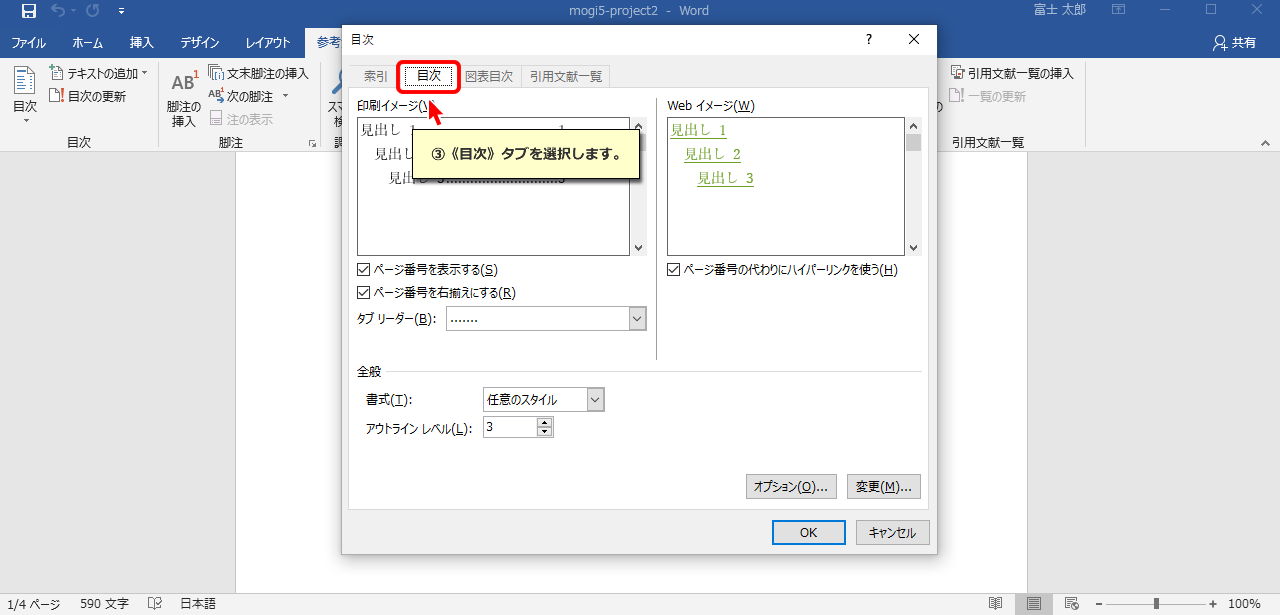 mogi5-project2 - Word
富士 太郎
ファイル ホーム 挿入 デザイン レイアウト 参考
共有
目次
テキストの追加
目次の更新
目次
AB1
脚注の
挿入
文末脚注の挿入
次の脚注
注の表示
脚注
引用文献一覧の挿入
一覧の更新
引用文献一覧
目次
?
索引 目次 図表目次 引用文献一覧
印刷イメージ(V)
見出し 1
見出し
見出し 3..............................3
③《目次》タブを選択します。
Web イメージ(W)
見出し 1
見出し 2
見出し 3
ページ番号を表示する(S)
ページ番号を右揃えにする(R)
タブ リーダー(B): .......
ページ番号の代わりにハイパーリンクを使う(H)
全般
書式(T): 任意のスタイル
アウトライン レベル(L): 3
オプション(O)... 変更(M)...
OK キャンセル
1/4 ページ 590 文字 日本語
100%